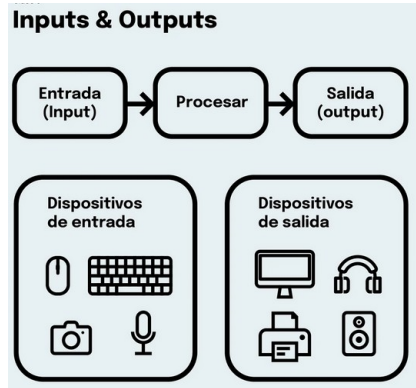 Inputs & Outputs
Entrada
(Input)
Procesar
Salida
(output)
Dispositivos
de entrada
Dispositivos
de salida